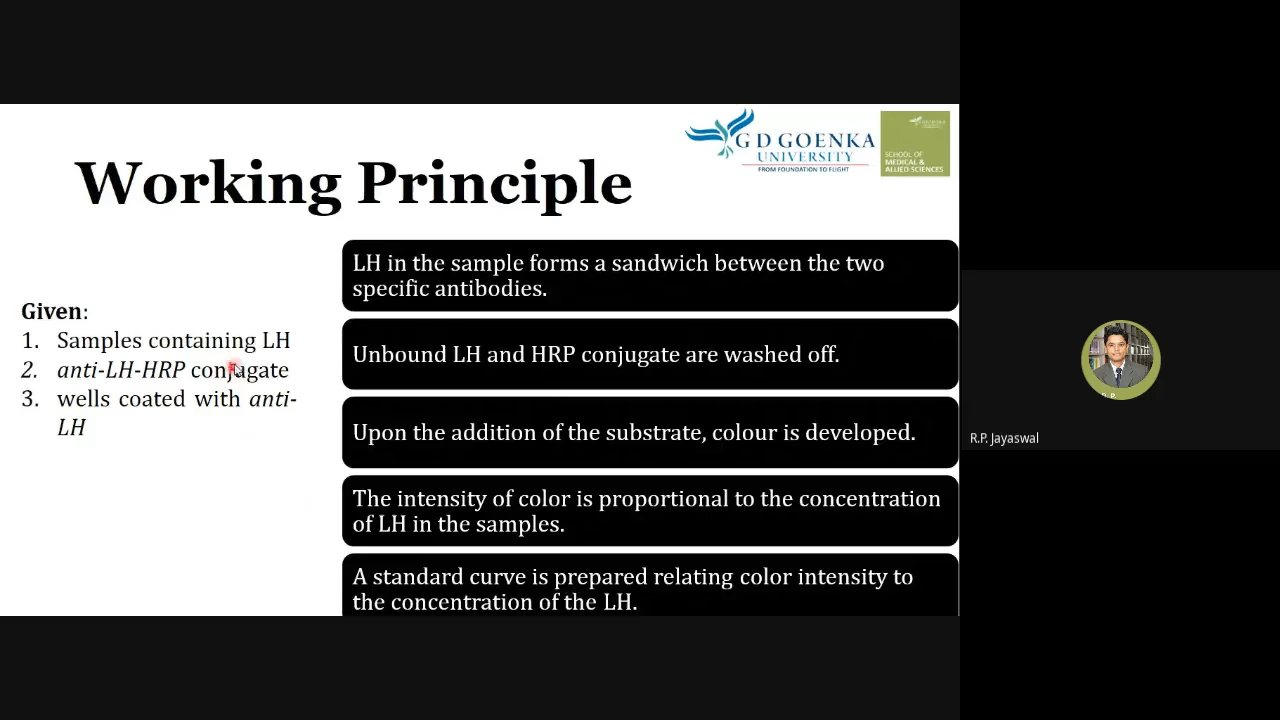 G D GOENKA
UNIVERSITY
FROM FOUNDATION TO FLIGHT
SCHOOL OF
MEDICAL &
ALLIED SCIENCES
Working Principle
Given:
1. Samples containing LH
2. anti-LH-HRP conjugate
3. wells coated with anti-
LH
LH in the sample forms a sandwich between the two
specific antibodies.
Unbound LH and HRP conjugate are washed off.
Upon the addition of the substrate, colour is developed.
The intensity of color is proportional to the concentration
of LH in the samples.
A standard curve is prepared relating color intensity to
the concentration of the LH.
R.P. Jayaswal